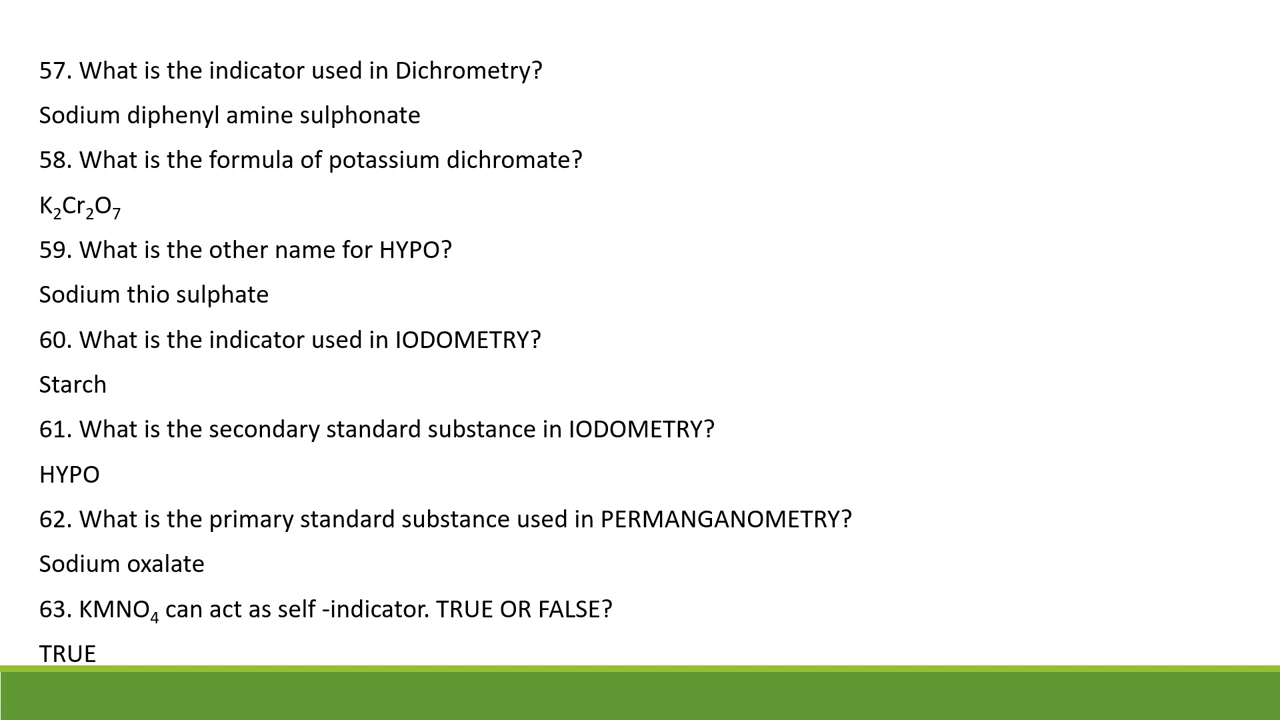 57. What is the indicator used in Dichrometry?
Sodium diphenyl amine sulphonate
58. What is the formula of potassium dichromate?
K₂Cr₂O₇
59. What is the other name for HYPO?
Sodium thio sulphate
60. What is the indicator used in IODOMETRY?
Starch
61. What is the secondary standard substance in IODOMETRY?
HYPO
62. What is the primary standard substance used in PERMANGANOMETRY?
Sodium oxalate
63. KMNO₄ can act as self -indicator. TRUE OR FALSE?
TRUE